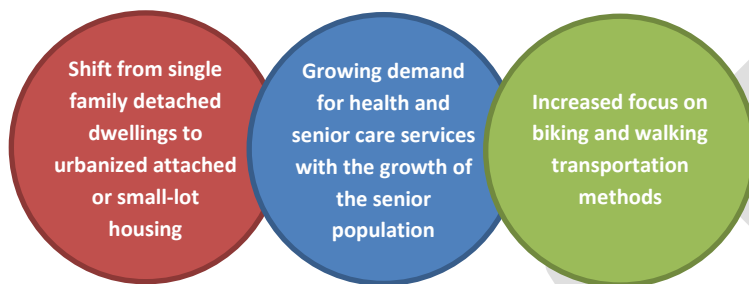 Shift from single
family detached
dwellings to
urbanized attached
or small-lot
housing
Growing demand
for health and
senior care services
with the growth of
the senior
population
Increased focus on
biking and walking
transportation
methods